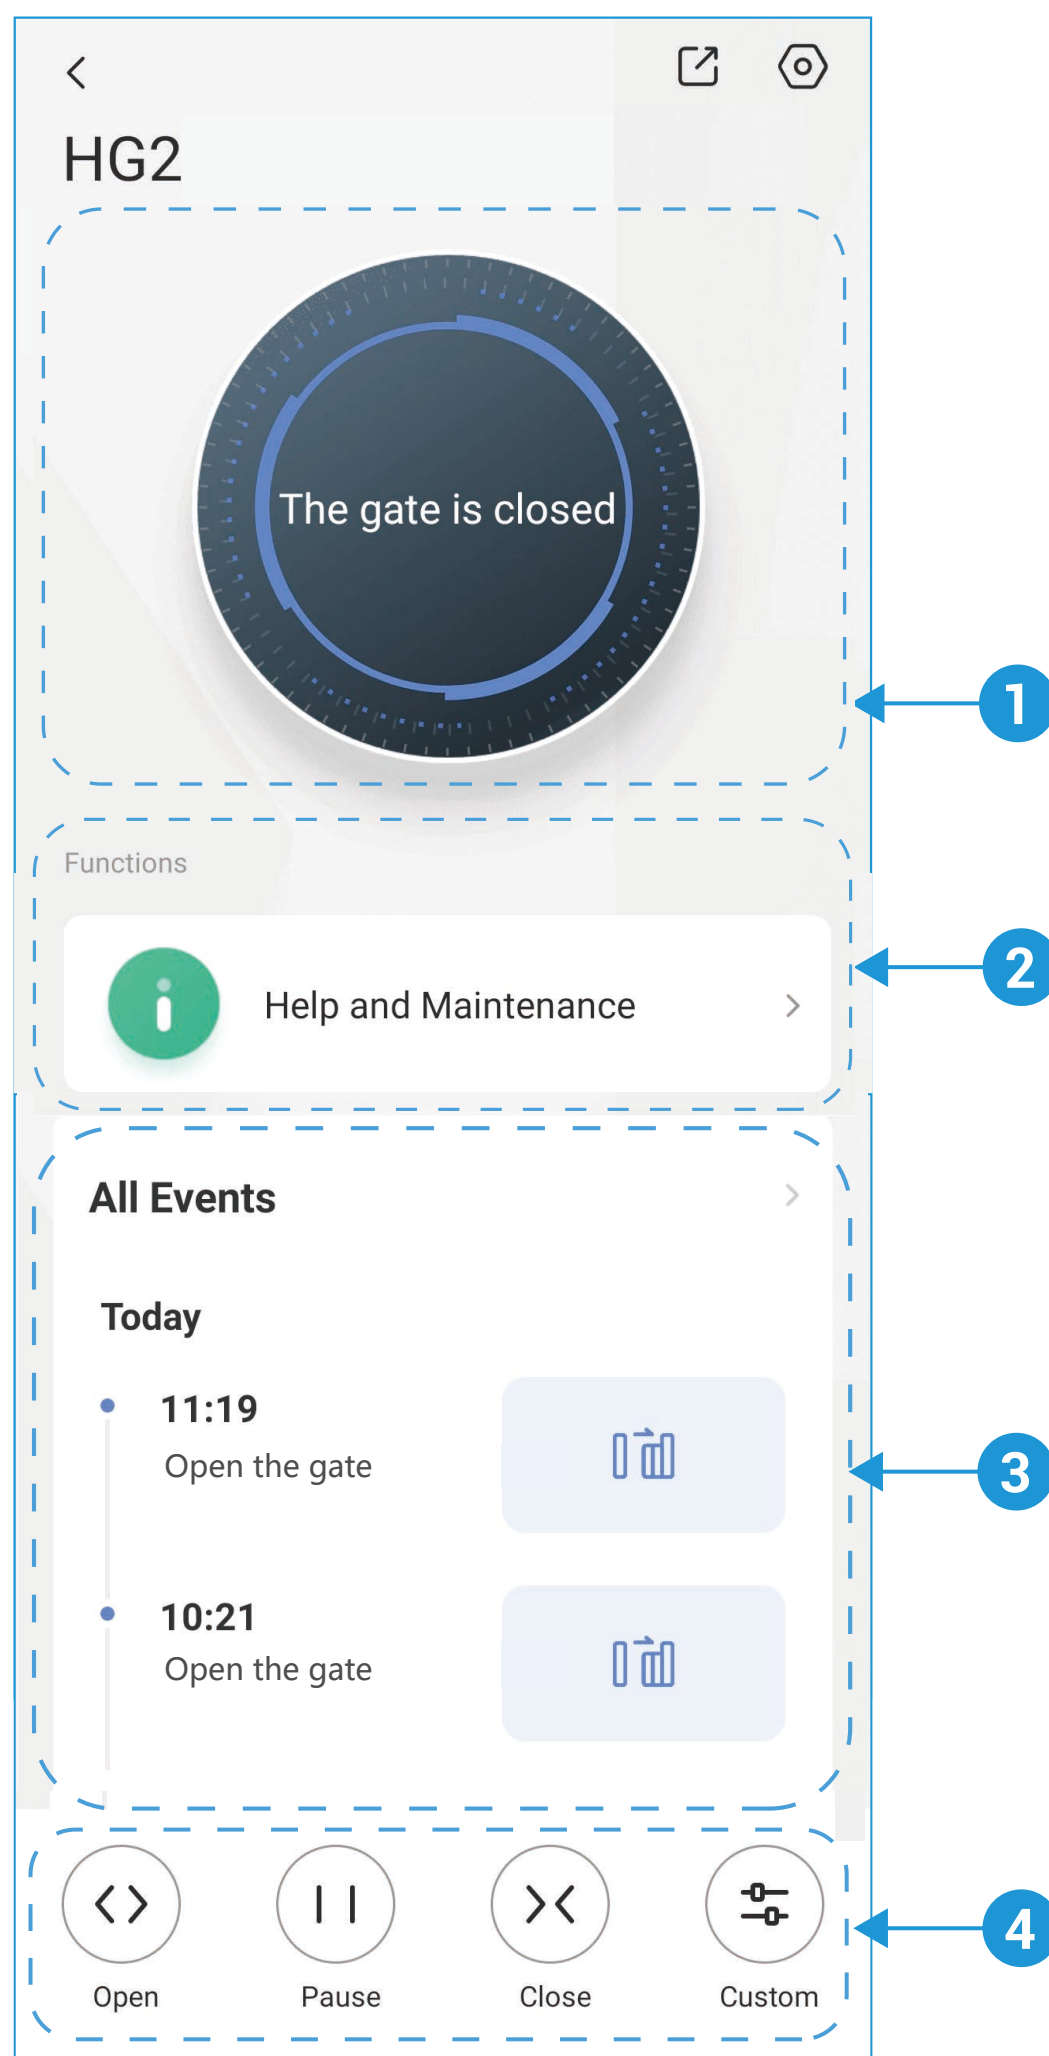 HG2
The gate is closed
1
Functions
Help and Maintenance
2
All Events
Today
11:19
Open the gate
3
10:21
Open the gate
Open Pause Close Custom
4